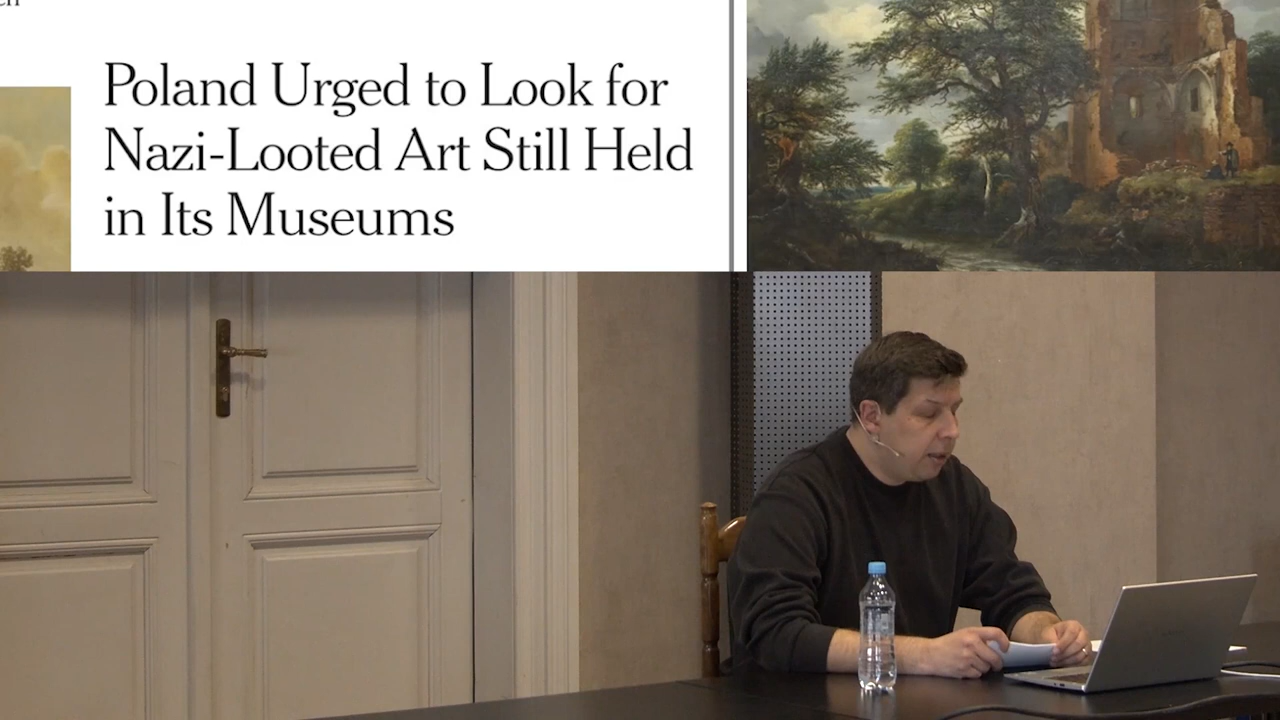 Poland Urged to Look for
Nazi-Looted Art Still Held
in Its Museums